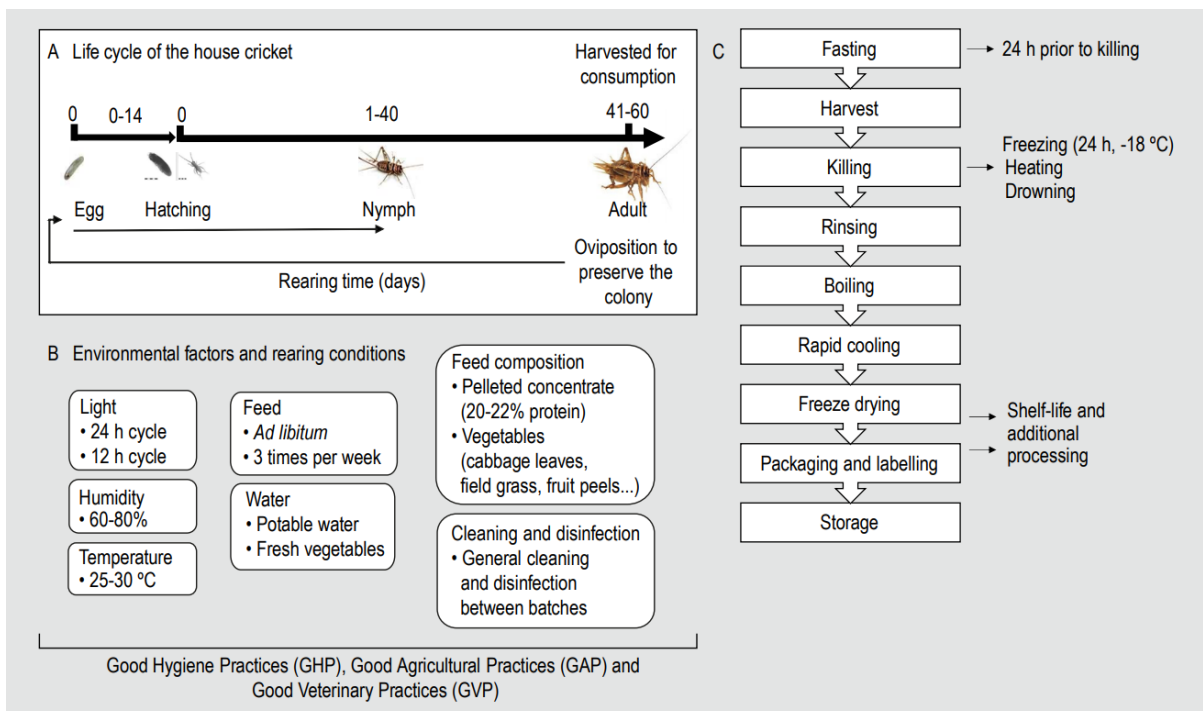 A Life cycle of the house cricket
Harvested for
consumption
0
0-14
0
1-40
41-60
Egg
Hatching
Nymph
Adult
Rearing time (days)
Oviposition to
preserve the
colony
B Environmental factors and rearing conditions
Light
• 24 h cycle
• 12 h cycle
Humidity
• 60-80%
Temperature
• 25-30 ºC
Feed
• Ad libitum
• 3 times per week
Water
• Potable water
• Fresh vegetables
Feed composition
• Pelleted concentrate
(20-22% protein)
• Vegetables
(cabbage leaves,
field grass, fruit peels...)
Cleaning and disinfection
• General cleaning
and disinfection
between batches
Good Hygiene Practices (GHP), Good Agricultural Practices (GAP) and
Good Veterinary Practices (GVP)
C
Fasting
24 h prior to killing
Harvest
Killing
Freezing (24 h, -18 ºC)
Heating
Drowning
Rinsing
Boiling
Rapid cooling
Freeze drying
Packaging and labelling
Shelf-life and
additional
processing
Storage